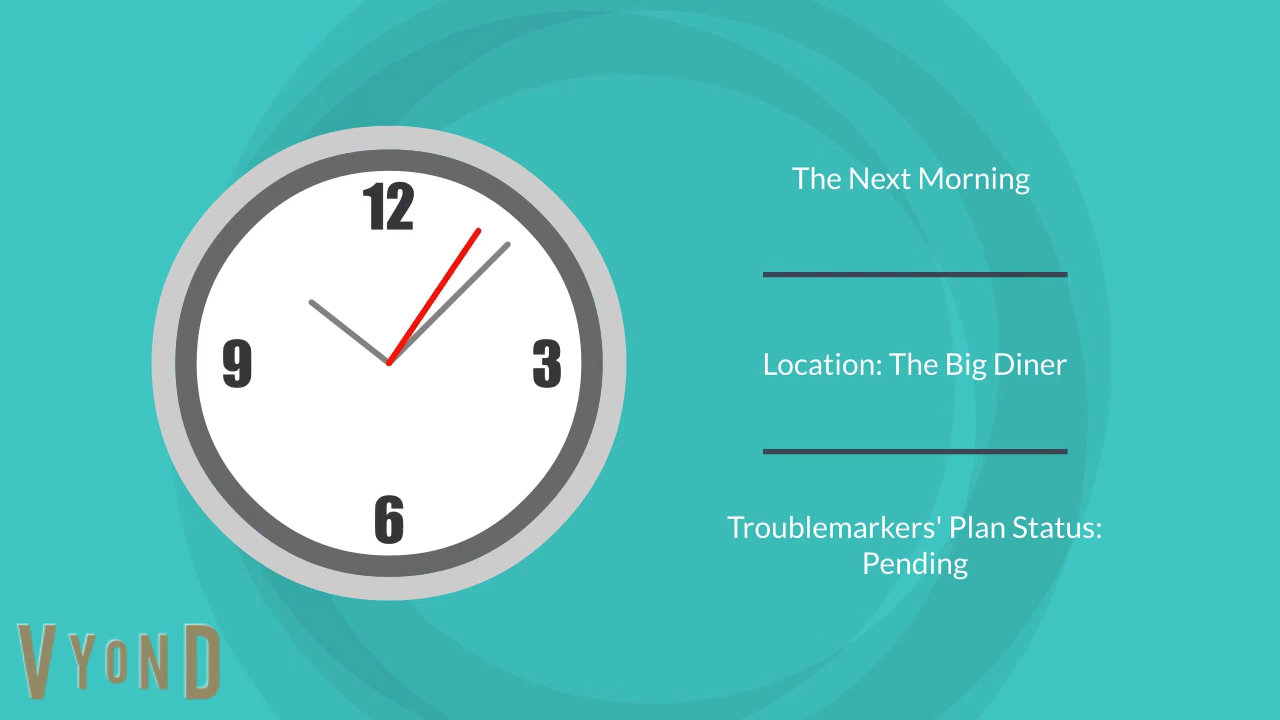 12
9
3
6
The Next Morning
Location: The Big Diner
Troublemarkers' Plan Status:
Pending
VYOND